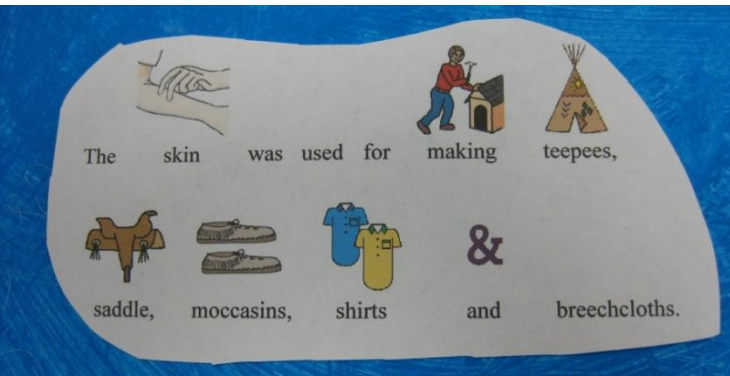 The skin was used for making teepees,
&
saddle, moccasins, shirts and breechcloths.